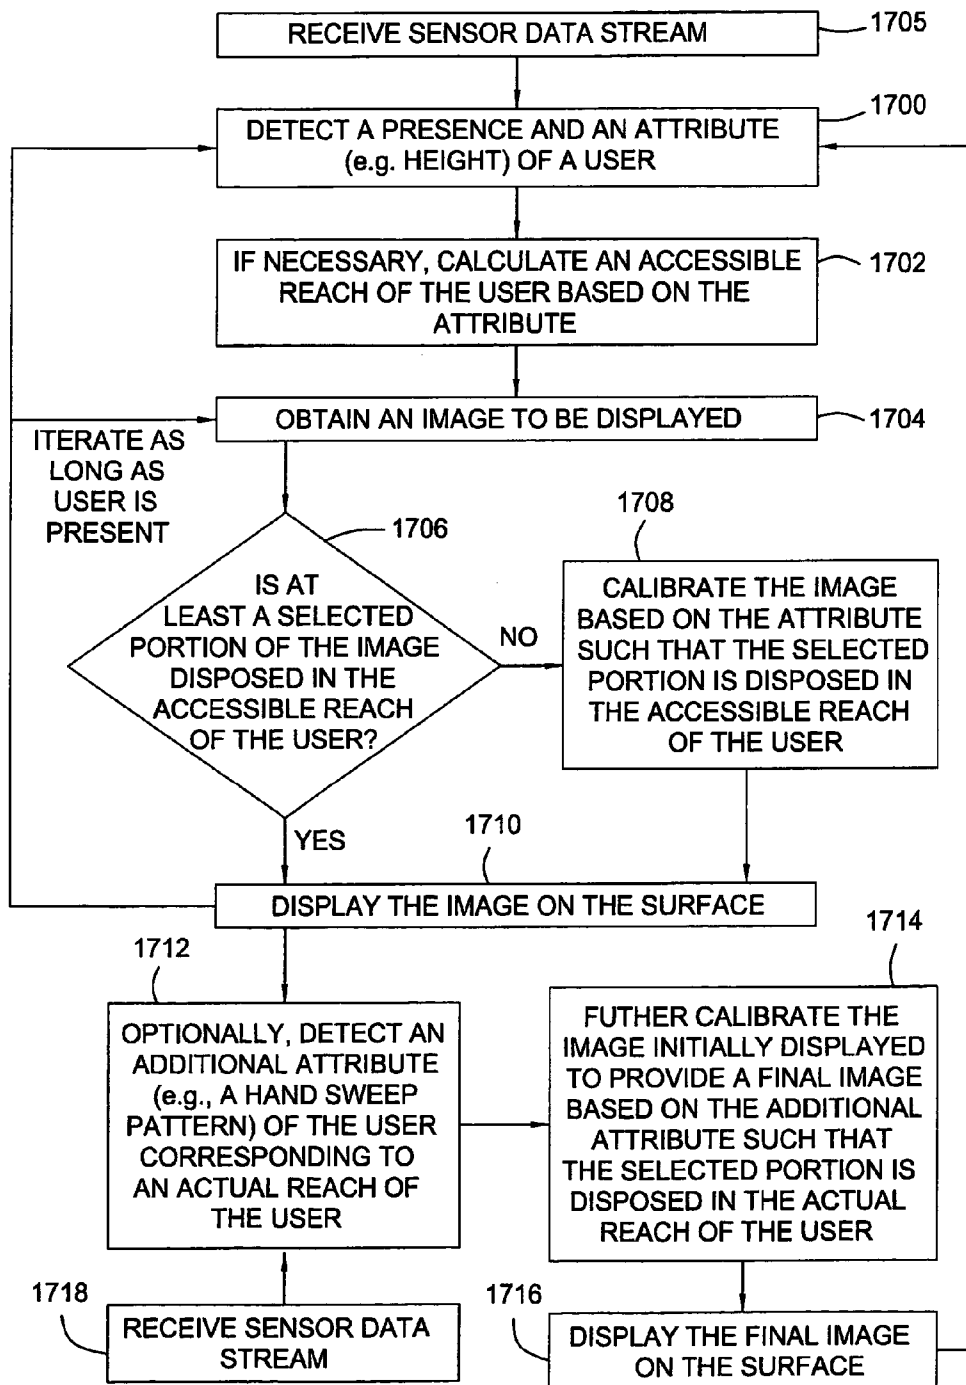 RECEIVE SENSOR DATA STREAM
1705
1700
DETECT A PRESENCE AND AN ATTRIBUTE
(e.g. HEIGHT) OF A USER
IF NECESSARY, CALCULATE AN ACCESSIBLE
REACH OF THE USER BASED ON THE
ATTRIBUTE
1702
OBTAIN AN IMAGE TO BE DISPLAYED
1704
ITERATE AS
LONG AS
USER IS
PRESENT
1706
IS AT
LEAST A SELECTED
PORTION OF THE IMAGE
DISPOSED IN THE
ACCESSIBLE REACH
OF THE USER?
NO
1708
CALIBRATE THE IMAGE
BASED ON THE ATTRIBUTE
SUCH THAT THE SELECTED
PORTION IS DISPOSED IN
THE ACCESSIBLE REACH
OF THE USER
YES
1710
DISPLAY THE IMAGE ON THE SURFACE
1712
OPTIONALLY, DETECT AN
ADDITIONAL ATTRIBUTE
(e.g., A HAND SWEEP
PATTERN) OF THE USER
CORRESPONDING TO
AN ACTUAL REACH OF
THE USER
1714
FUTHER CALIBRATE THE
IMAGE INITIALLY DISPLAYED
TO PROVIDE A FINAL IMAGE
BASED ON THE ADDITIONAL
ATTRIBUTE SUCH THAT
THE SELECTED PORTION IS
DISPOSED IN THE ACTUAL
REACH OF THE USER
1718
RECEIVE SENSOR DATA
STREAM
1716
DISPLAY THE FINAL IMAGE
ON THE SURFACE